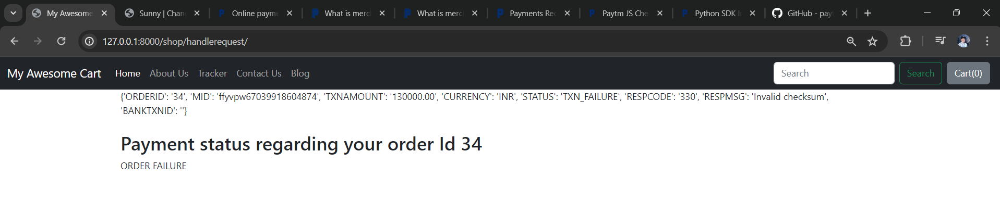 My Awesome
Sunny | Chan
Online payme
What is merc
What is merc
Payments Rec
Paytm JS Che
Python SDK I
GitHub - pay
127.0.0.1:8000/shop/handlerequest/
My Awesome Cart Home About Us Tracker Contact Us Blog Search Search Cart(0)
{'ORDERID': '34', 'MID': 'ffyvpw67039918604874', 'TXNAMOUNT': '130000.00', 'CURRENCY': 'INR', 'STATUS': 'TXN_FAILURE', 'RESPCODE': '330', 'RESPMSG': 'Invalid checksum',
'BANKTXNID': ''}
Payment status regarding your order Id 34
ORDER FAILURE